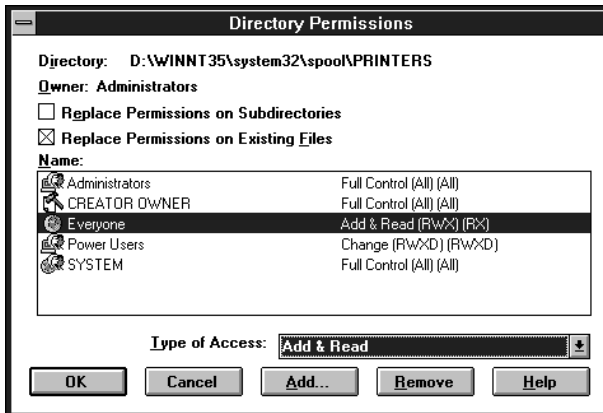 Directory Permissions
Directory: D:\WINNT35\system32\spool\PRINTERS
Owner: Administrators
Replace Permissions on Subdirectories
Replace Permissions on Existing Files
Name:
Administrators Full Control (All) (All)
CREATOR OWNER Full Control (All) (All)
Everyone Add & Read (RWX) (RX)
Power Users Change (RWXD) (RWXD)
SYSTEM Full Control (All) (All)
Type of Access: Add & Read
OK Cancel Add... Remove Help